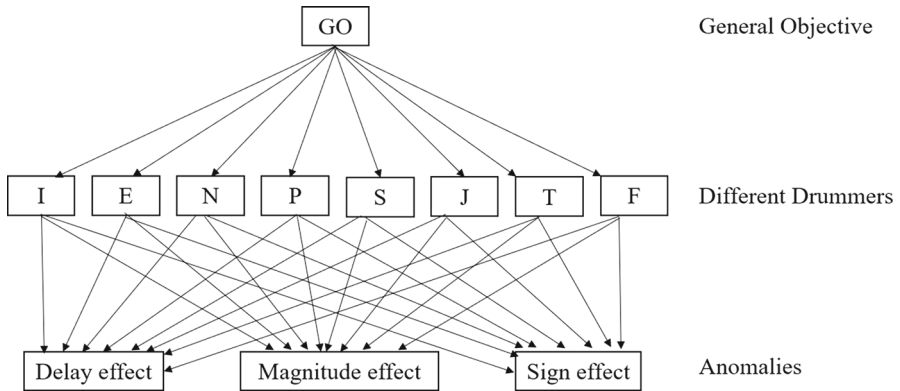 GO General Objective
I E N P S J T F Different Drummers
Delay effect Magnitude effect Sign effect Anomalies